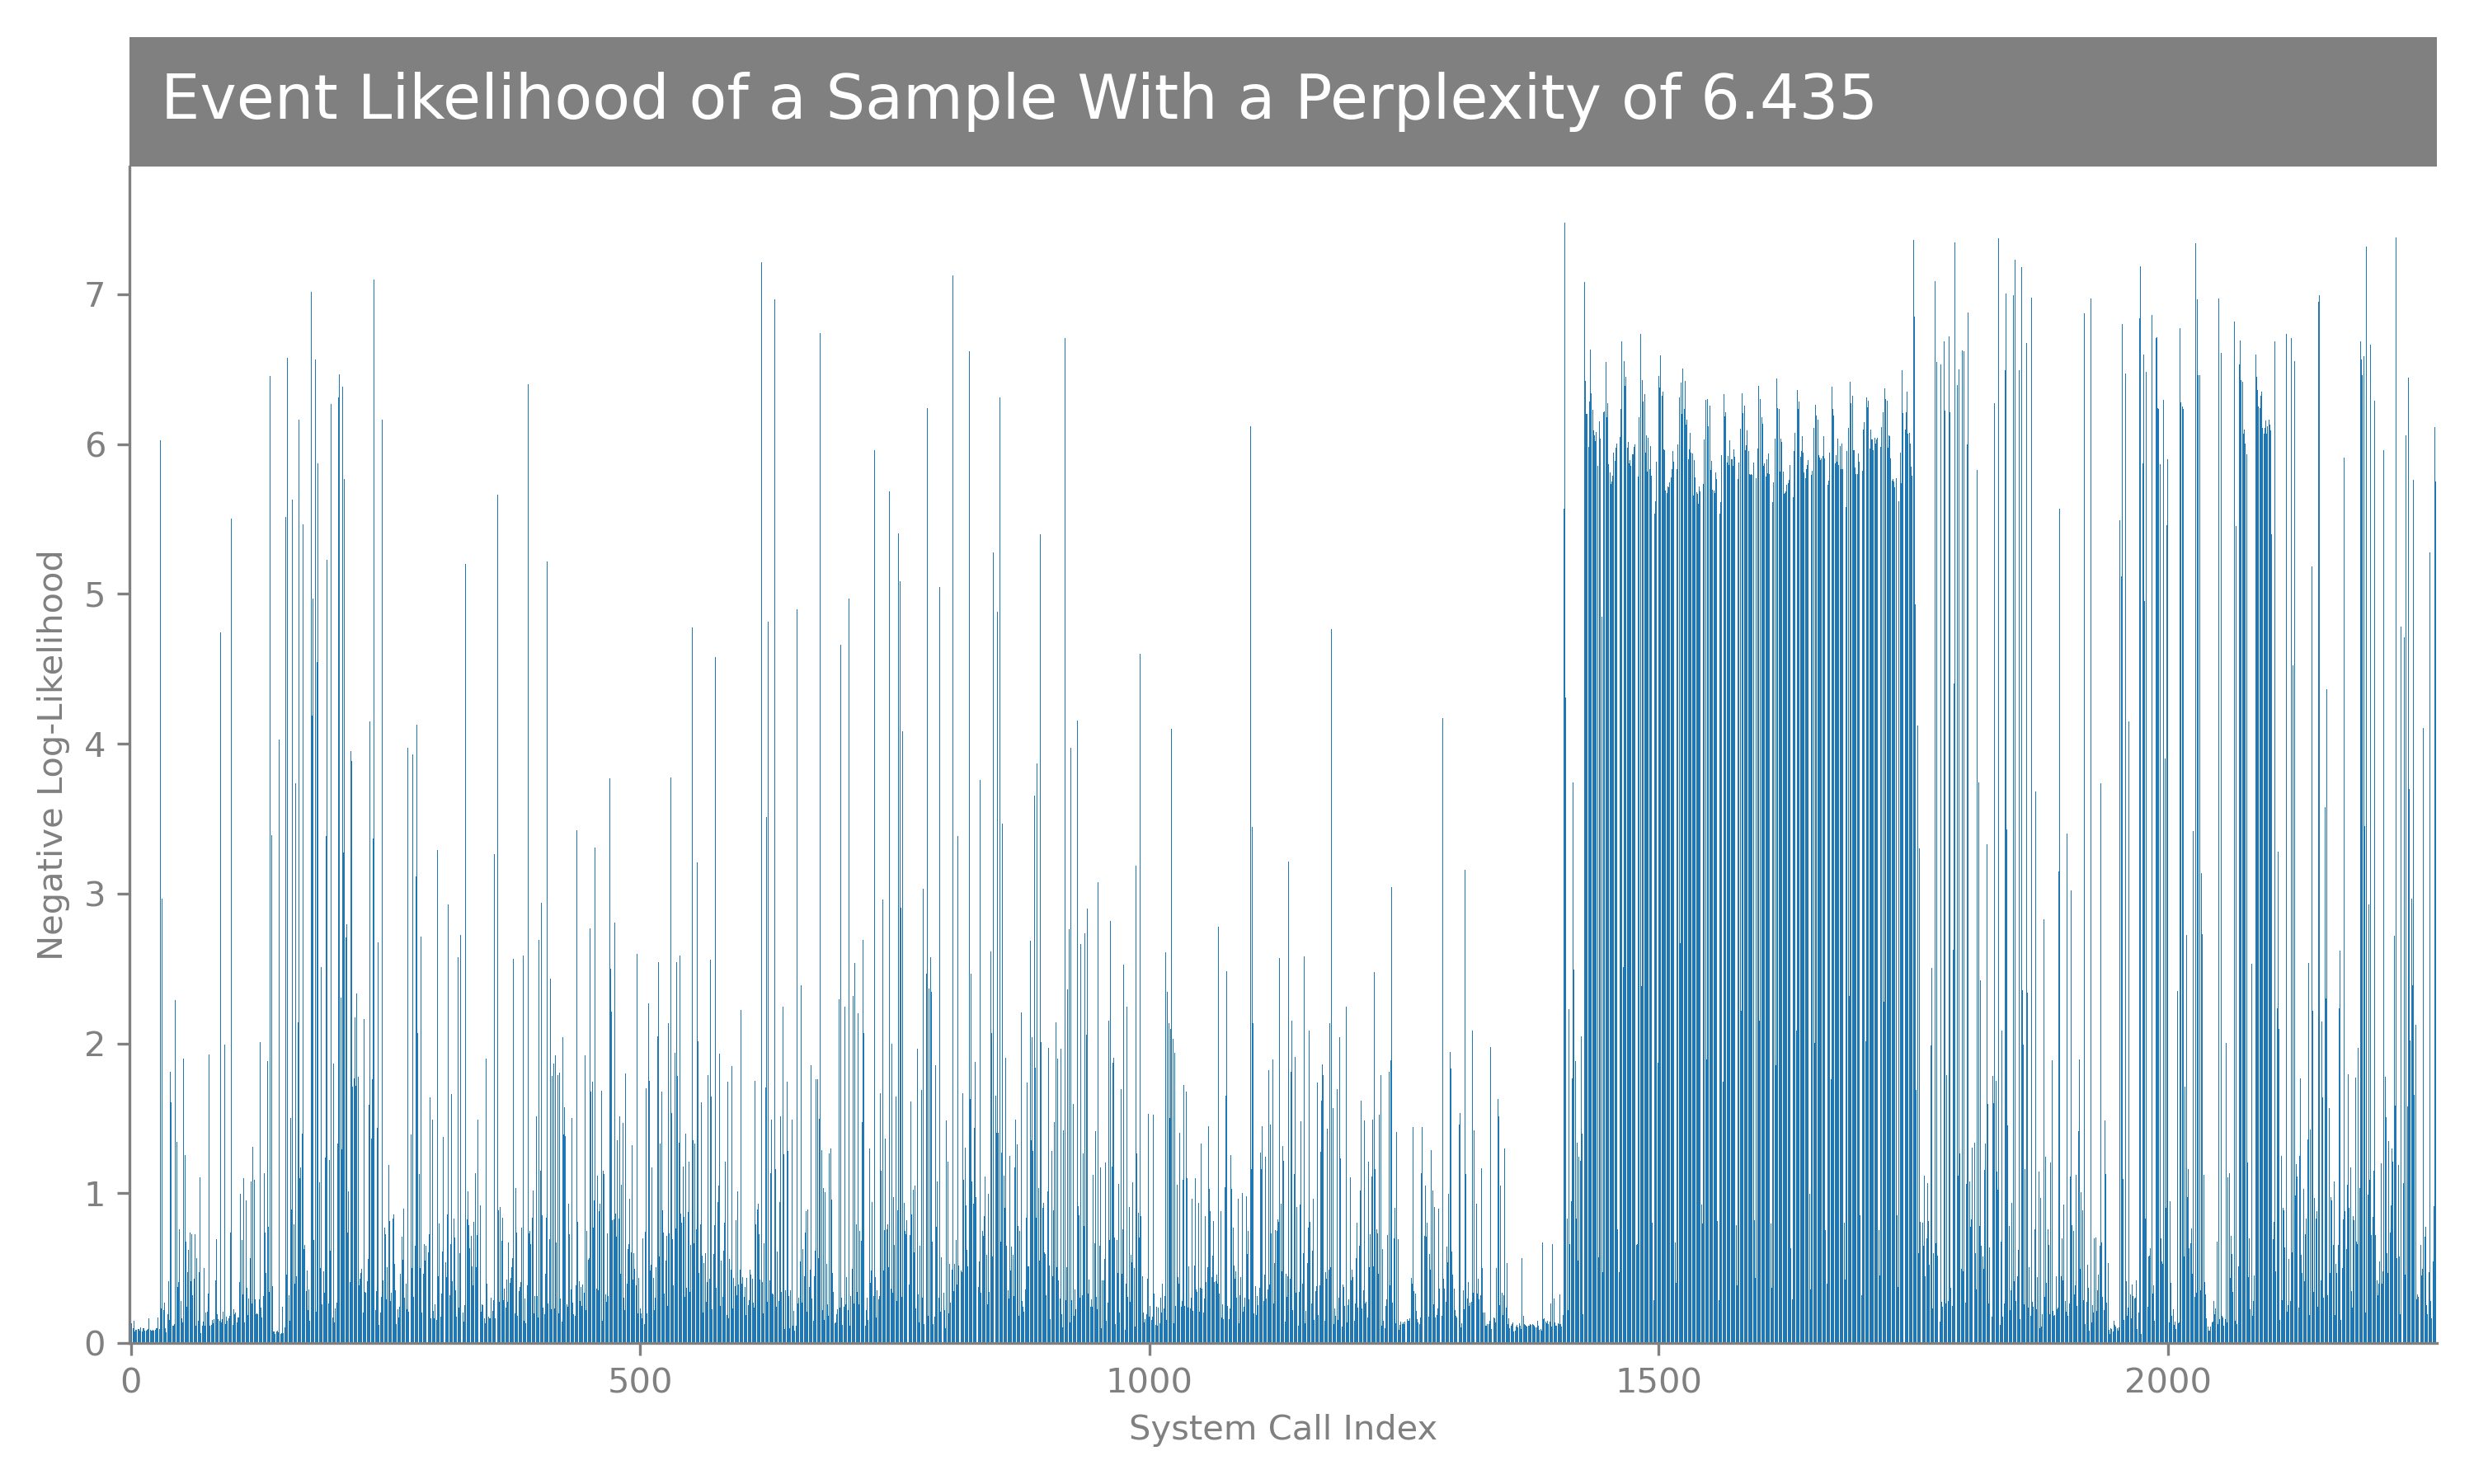 Event Likelihood of a Sample With a Perplexity of 6.435
Negative Log-Likelihood
7
6
5
4
3
2
1
0
0 500 1000 1500 2000
System Call Index